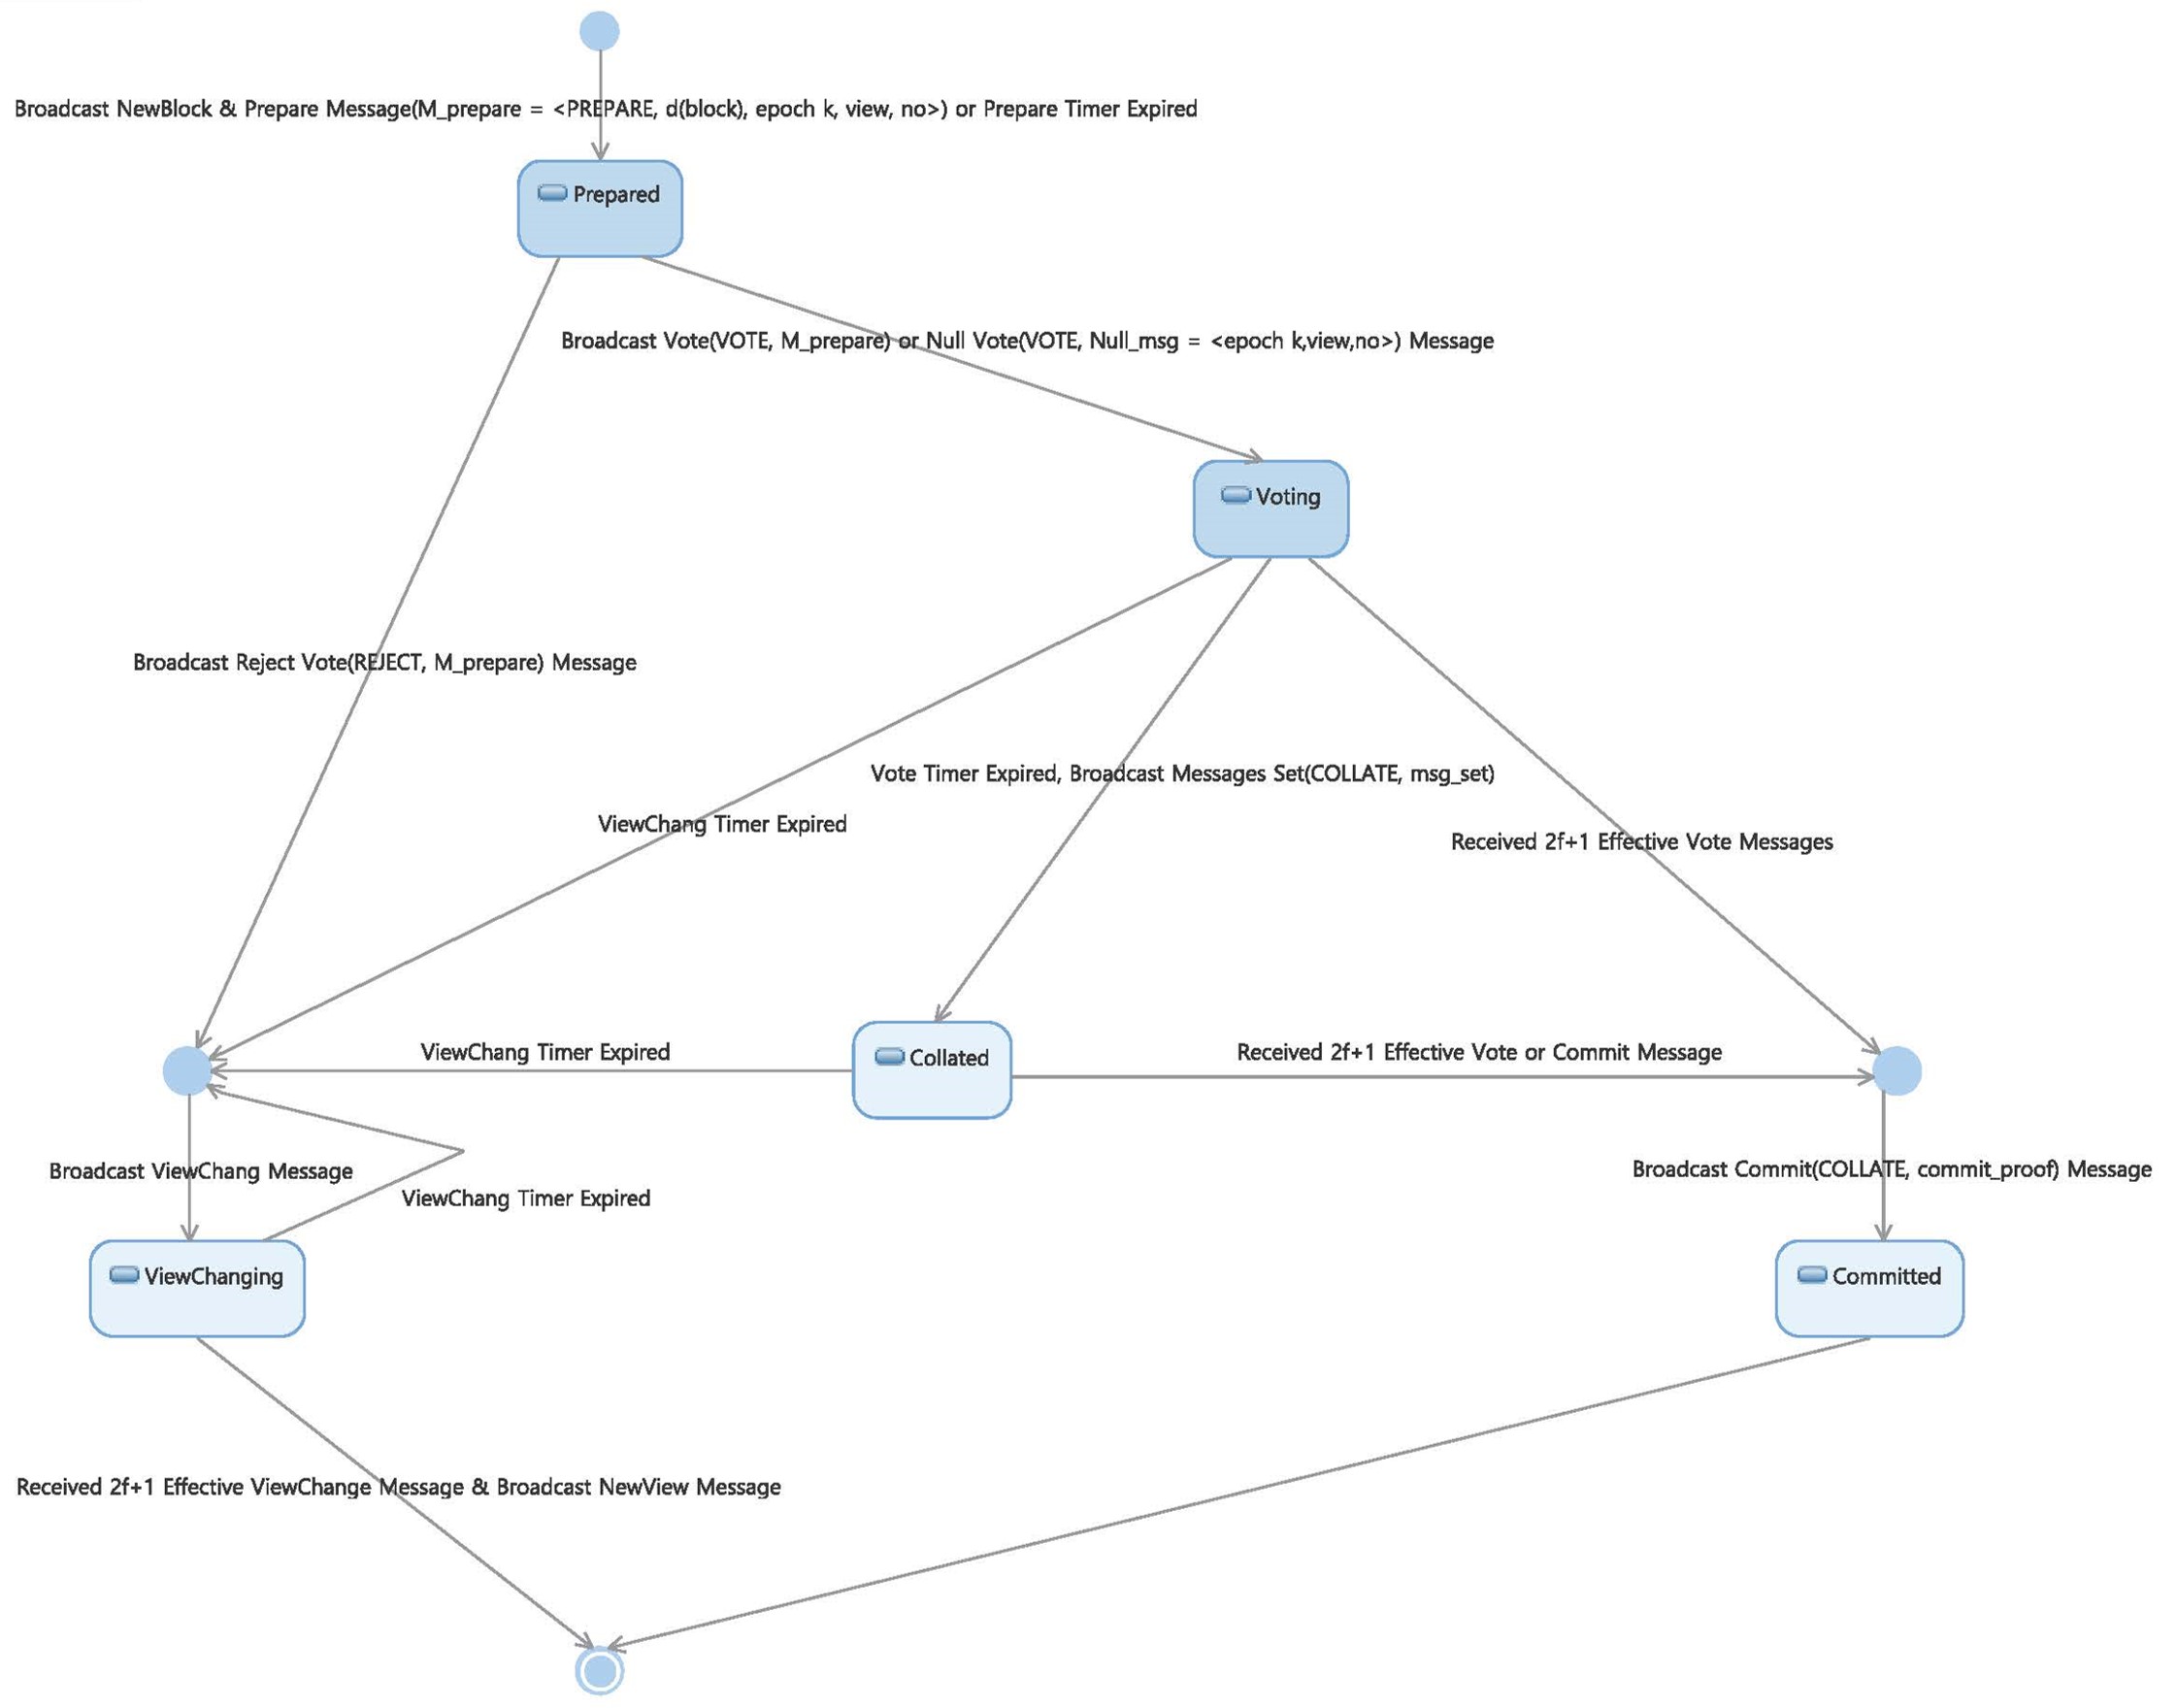 Broadcast NewBlock & Prepare Message(M_prepare = <PREPARE, d(block), epoch k, view, no>) or Prepare Timer Expired
Prepared
Broadcast Vote(VOTE, M_prepare) or Null Vote(VOTE, Null_msg = <epoch k,view,no>) Message
Voting
Broadcast Reject Vote(REJECT, M_prepare) Message
Vote Timer Expired, Broadcast Messages Set(COLLATE, msg_set)
ViewChang Timer Expired
Received 2f+1 Effective Vote Messages
ViewChang Timer Expired
Collated
Received 2f+1 Effective Vote or Commit Message
Broadcast ViewChang Message
ViewChang Timer Expired
Broadcast Commit(COLLATE, commit_proof) Message
ViewChanging
Committed
Received 2f+1 Effective ViewChange Message & Broadcast NewView Message